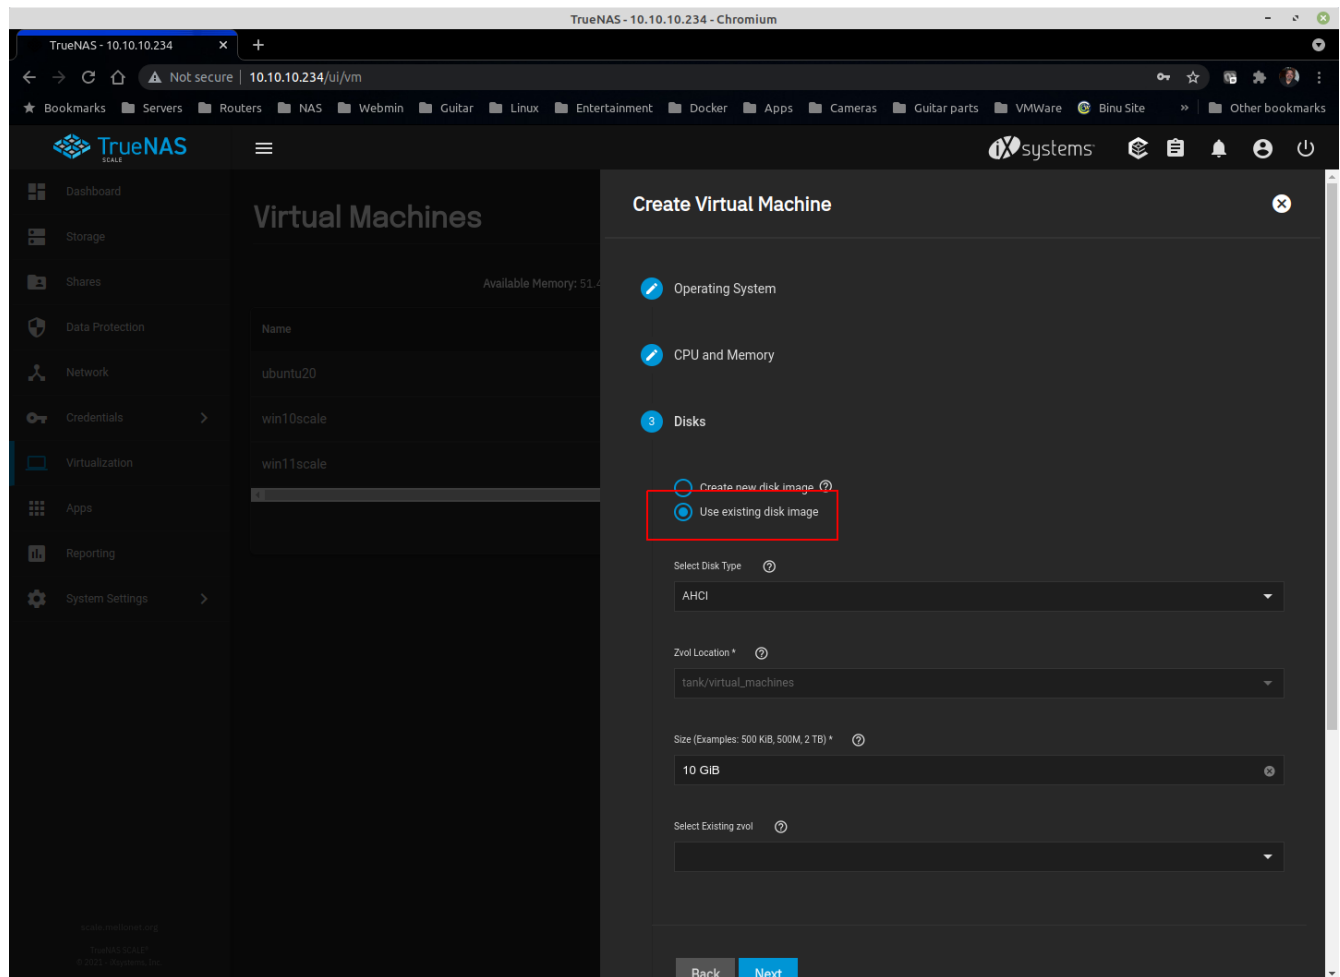 TrueNAS - 10.10.10.234 - Chromium
TrueNAS - 10.10.10.234
Not secure | 10.10.10.234/ui/vm
Bookmarks Servers Routers NAS Webmin Guitar Linux Entertainment Docker Apps Cameras Guitar parts VMWare Binu Site » Other bookmarks
TrueNAS
SCALE
iXsystems
Dashboard
Storage
Shares
Data Protection
Network
Credentials
Virtualization
Apps
Reporting
System Settings
TrueNAS SCALE®
© 2021 - iXsystems, Inc.
Virtual Machines
Available Memory: 51.4
Name
ubuntu20
win10scale
win11scale
Create Virtual Machine
Operating System
CPU and Memory
3 Disks
Create new disk image
Use existing disk image
Select Disk Type
AHCI
Zvol Location *
tank/virtual_machines
Size (Examples: 500 KiB, 500M, 2 TB) *
10 GiB
Select Existing zvol
Back Next